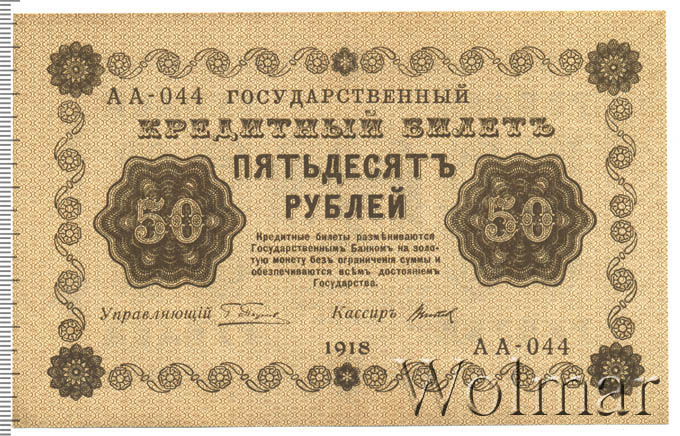 АА-044 ГОСУДАРСТВЕННЫЙ
КРЕДИТНЫЙ БИЛЕТЪ
ПЯТЬДЕСЯТЪ
РУБЛЕЙ
50
50
Кредитные билеты размѣниваются
Государственнымъ Банкомъ на золо-
тую монету безъ ограниченія суммы и
обезпечиваются всѣмъ достояніемъ
Государства.
Управляющій
Кассиръ
1918
АА-044
Wolmar